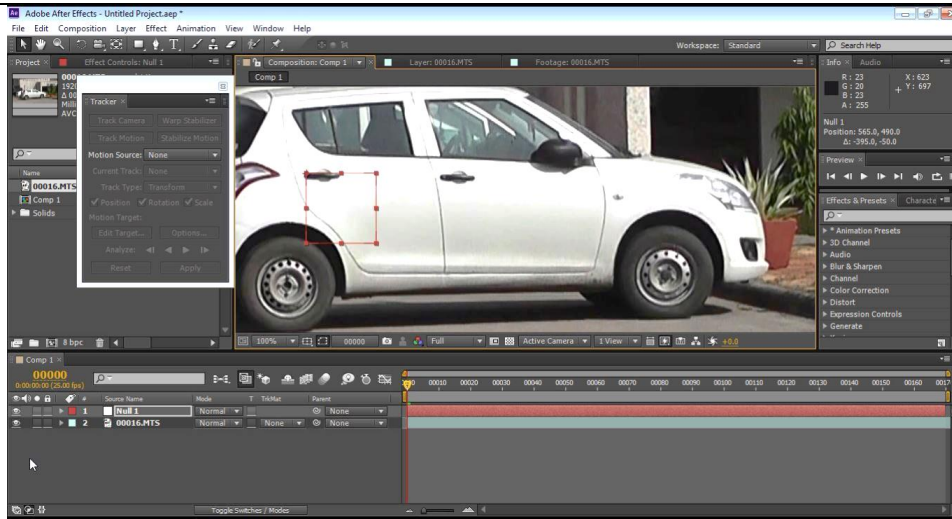 Adobe After Effects - Untitled Project.aep *
File Edit Composition Layer Effect Animation View Window Help
Workspace: Standard
Search Help
Project
Effect Controls: Null 1
Composition: Comp 1
Layer: 00016.MTS
Footage: 00016.MTS
Info
Audio
Comp 1
R : 23
G : 20
B : 23
A : 255
X : 623
Y : 697
Null 1
Position: 565.0, 490.0
Δ: -395.0, -50.0
Tracker
Track Camera
Warp Stabilizer
Track Motion
Stabilize Motion
Motion Source: None
Current Track: None
Track Type: Transform
Position
Rotation
Scale
Motion Target:
Edit Target...
Options...
Analyze:
Reset
Apply
Name
00016.MTS
Comp 1
Solids
Preview
Effects & Presets
Characte
* Animation Presets
3D Channel
Audio
Blur & Sharpen
Channel
Color Correction
Distort
Expression Controls
Generate
8 bpc
100%
00000
Full
Active Camera
1 View
+0.0
Comp 1
00000
0:00:00:00 (25.00 fps)
00010 00020 00030 00040 00050 00060 00070 00080 00090 00100 00110 00120 00130 00140 00150 00160 0017
# Source Name Mode T TrkMat Parent
1 Null 1 Normal None
2 00016.MTS Normal None None
Toggle Switches / Modes